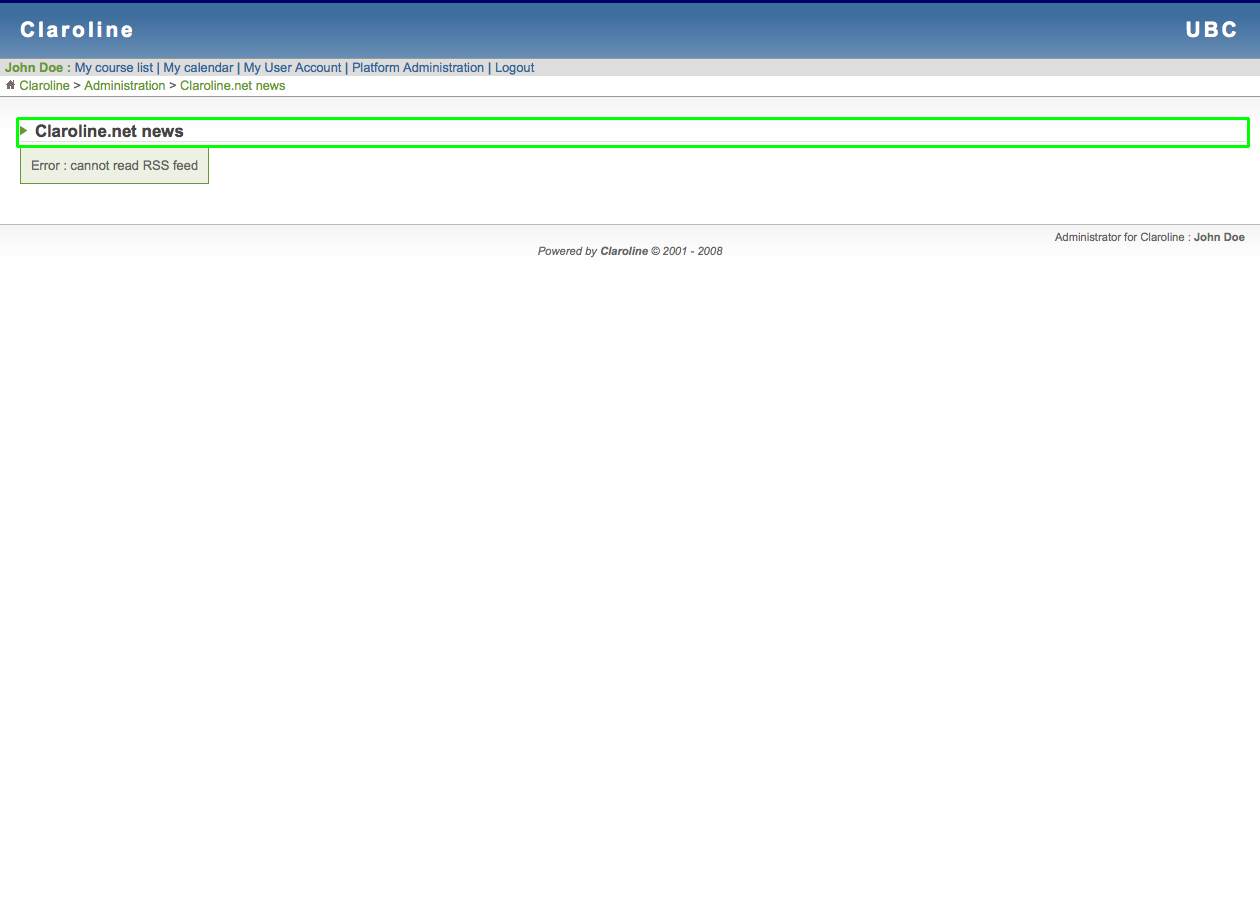 Claroline UBC
John Doe : My course list | My calendar | My User Account | Platform Administration | Logout
Claroline > Administration > Claroline.net news
Claroline.net news
Error : cannot read RSS feed
Administrator for Claroline : John Doe
Powered by Claroline © 2001 - 2008